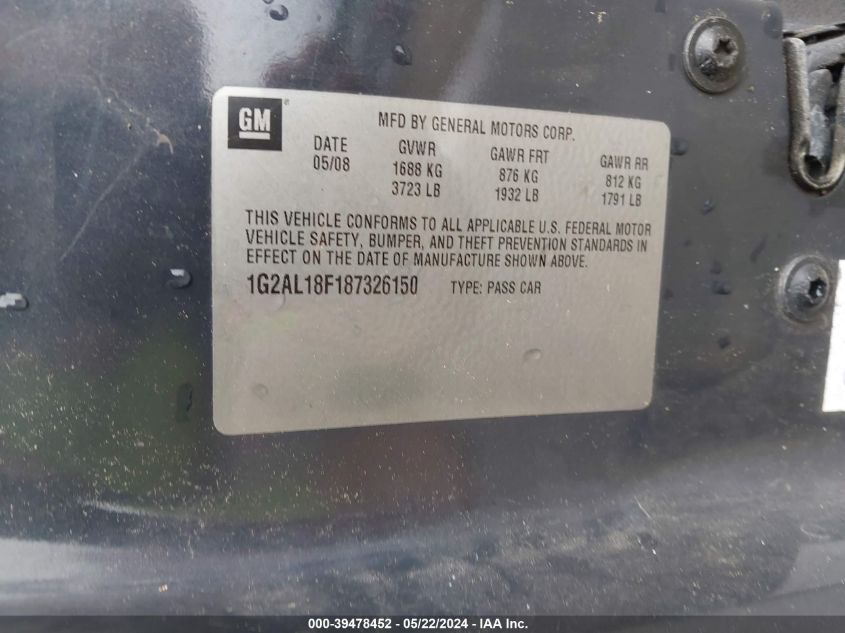 GM
MFD BY GENERAL MOTORS CORP.
DATE GVWR GAWR FRT GAWR RR
05/08 1688 KG 876 KG 812 KG
3723 LB 1932 LB 1791 LB
THIS VEHICLE CONFORMS TO ALL APPLICABLE U.S. FEDERAL MOTOR
VEHICLE SAFETY, BUMPER, AND THEFT PREVENTION STANDARDS IN
EFFECT ON THE DATE OF MANUFACTURE SHOWN ABOVE.
1G2AL18F187326150 TYPE: PASS CAR
000-39478452 - 05/22/2024 - IAA Inc.